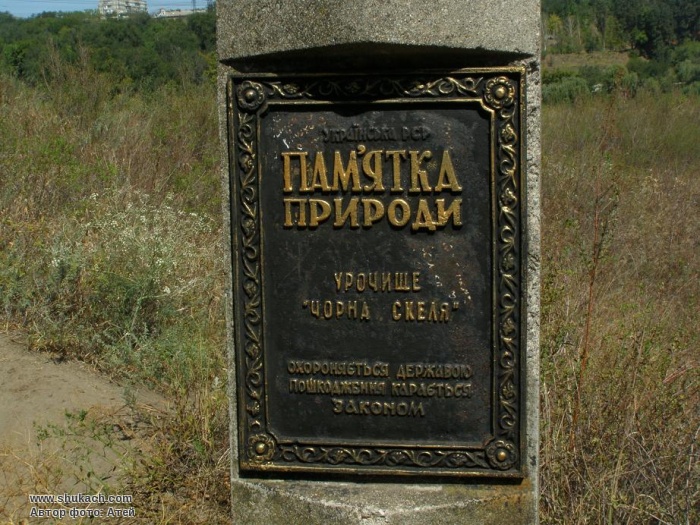 УКРАЇНСЬКА РСР
ПАМ'ЯТКА
ПРИРОДИ
УРОЧИЩЕ
"ЧОРНА СКЕЛЯ"
ОХОРОНЯЄТЬСЯ ДЕРЖАВОЮ
ПОШКОДЖЕННЯ КАРАЄТЬСЯ
ЗАКОНОМ
www.shukach.com
Автор фото: Атей